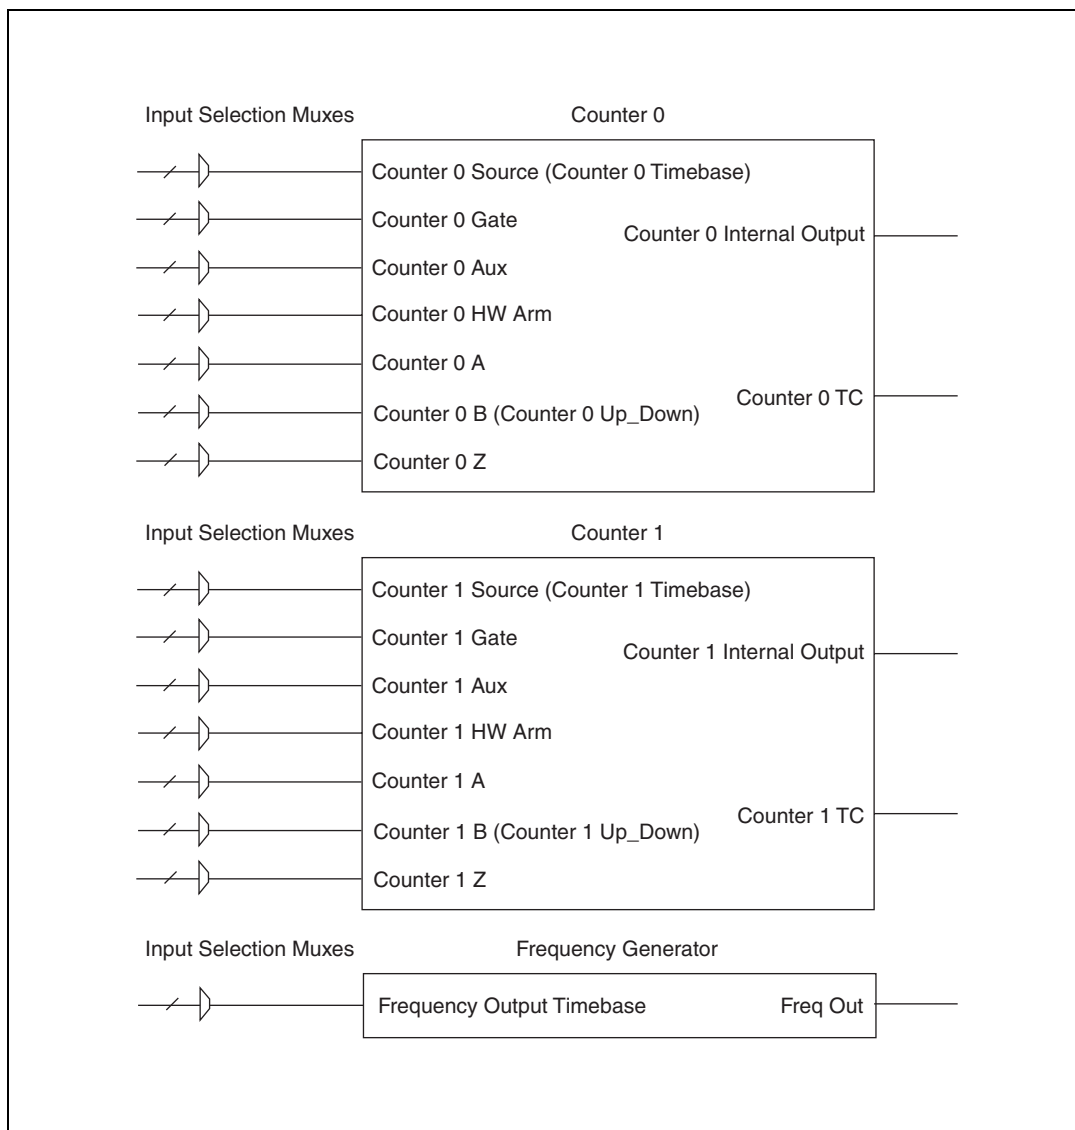 Input Selection Muxes
Counter 0
Counter 0 Source (Counter 0 Timebase)
Counter 0 Gate
Counter 0 Internal Output
Counter 0 Aux
Counter 0 HW Arm
Counter 0 A
Counter 0 TC
Counter 0 B (Counter 0 Up_Down)
Counter 0 Z
Input Selection Muxes
Counter 1
Counter 1 Source (Counter 1 Timebase)
Counter 1 Gate
Counter 1 Internal Output
Counter 1 Aux
Counter 1 HW Arm
Counter 1 A
Counter 1 TC
Counter 1 B (Counter 1 Up_Down)
Counter 1 Z
Input Selection Muxes
Frequency Generator
Frequency Output Timebase
Freq Out